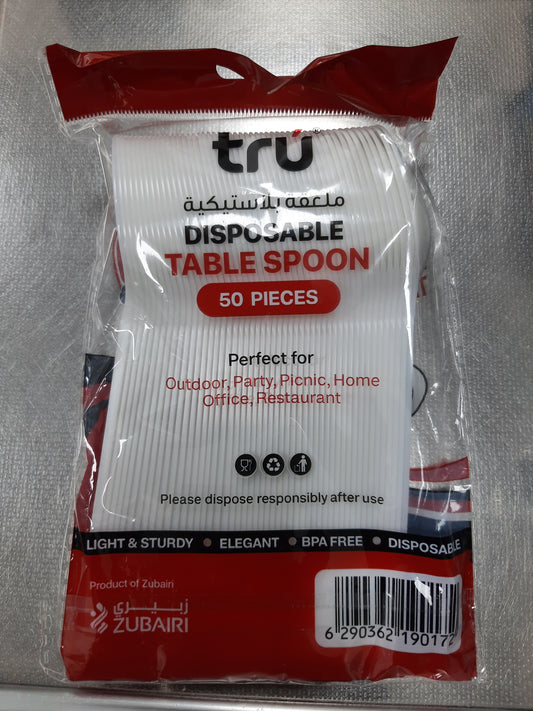 tru
ملعقة بلاستيكية
DISPOSABLE
TABLE SPOON
50 PIECES
Perfect for
Outdoor, Party, Picnic, Home
Office, Restaurant
Please dispose responsibly after use
LIGHT & STURDY • ELEGANT • BPA FREE • DISPOSABLE
Product of Zubairi
زبيري
ZUBAIRI
6 290362 190172